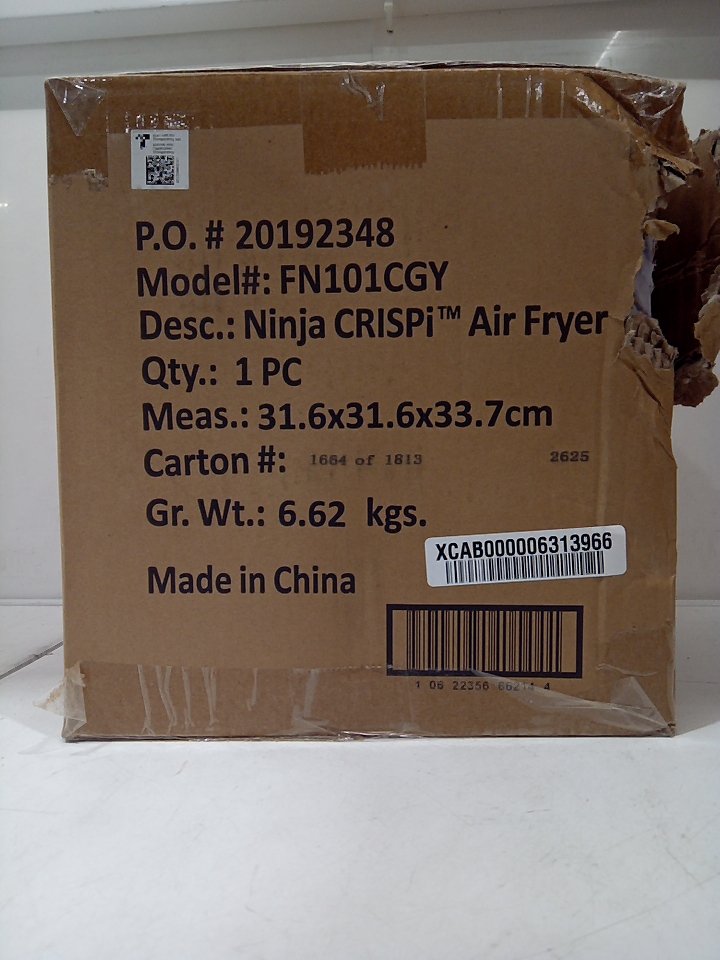 P.O. # 20192348
Model#: FN101CGY
Desc.: Ninja CRISPi™ Air Fryer
Qty.: 1 PC
Meas.: 31.6x31.6x33.7cm
Carton #: 1664 of 1813 2625
Gr. Wt.: 6.62 kgs.
XCAB000006313966
Made in China
1 06 22356 66214 4